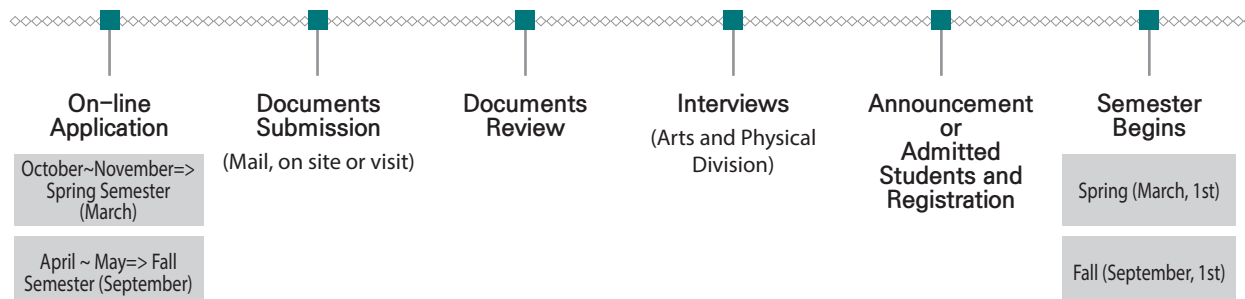 On-line
Application
October~November=>
Spring Semester
(March)
April ~ May=> Fall
Semester (September)
Documents
Submission
(Mail, on site or visit)
Documents
Review
Interviews
(Arts and Physical
Division)
Announcement
or
Admitted
Students and
Registration
Semester
Begins
Spring (March, 1st)
Fall (September, 1st)